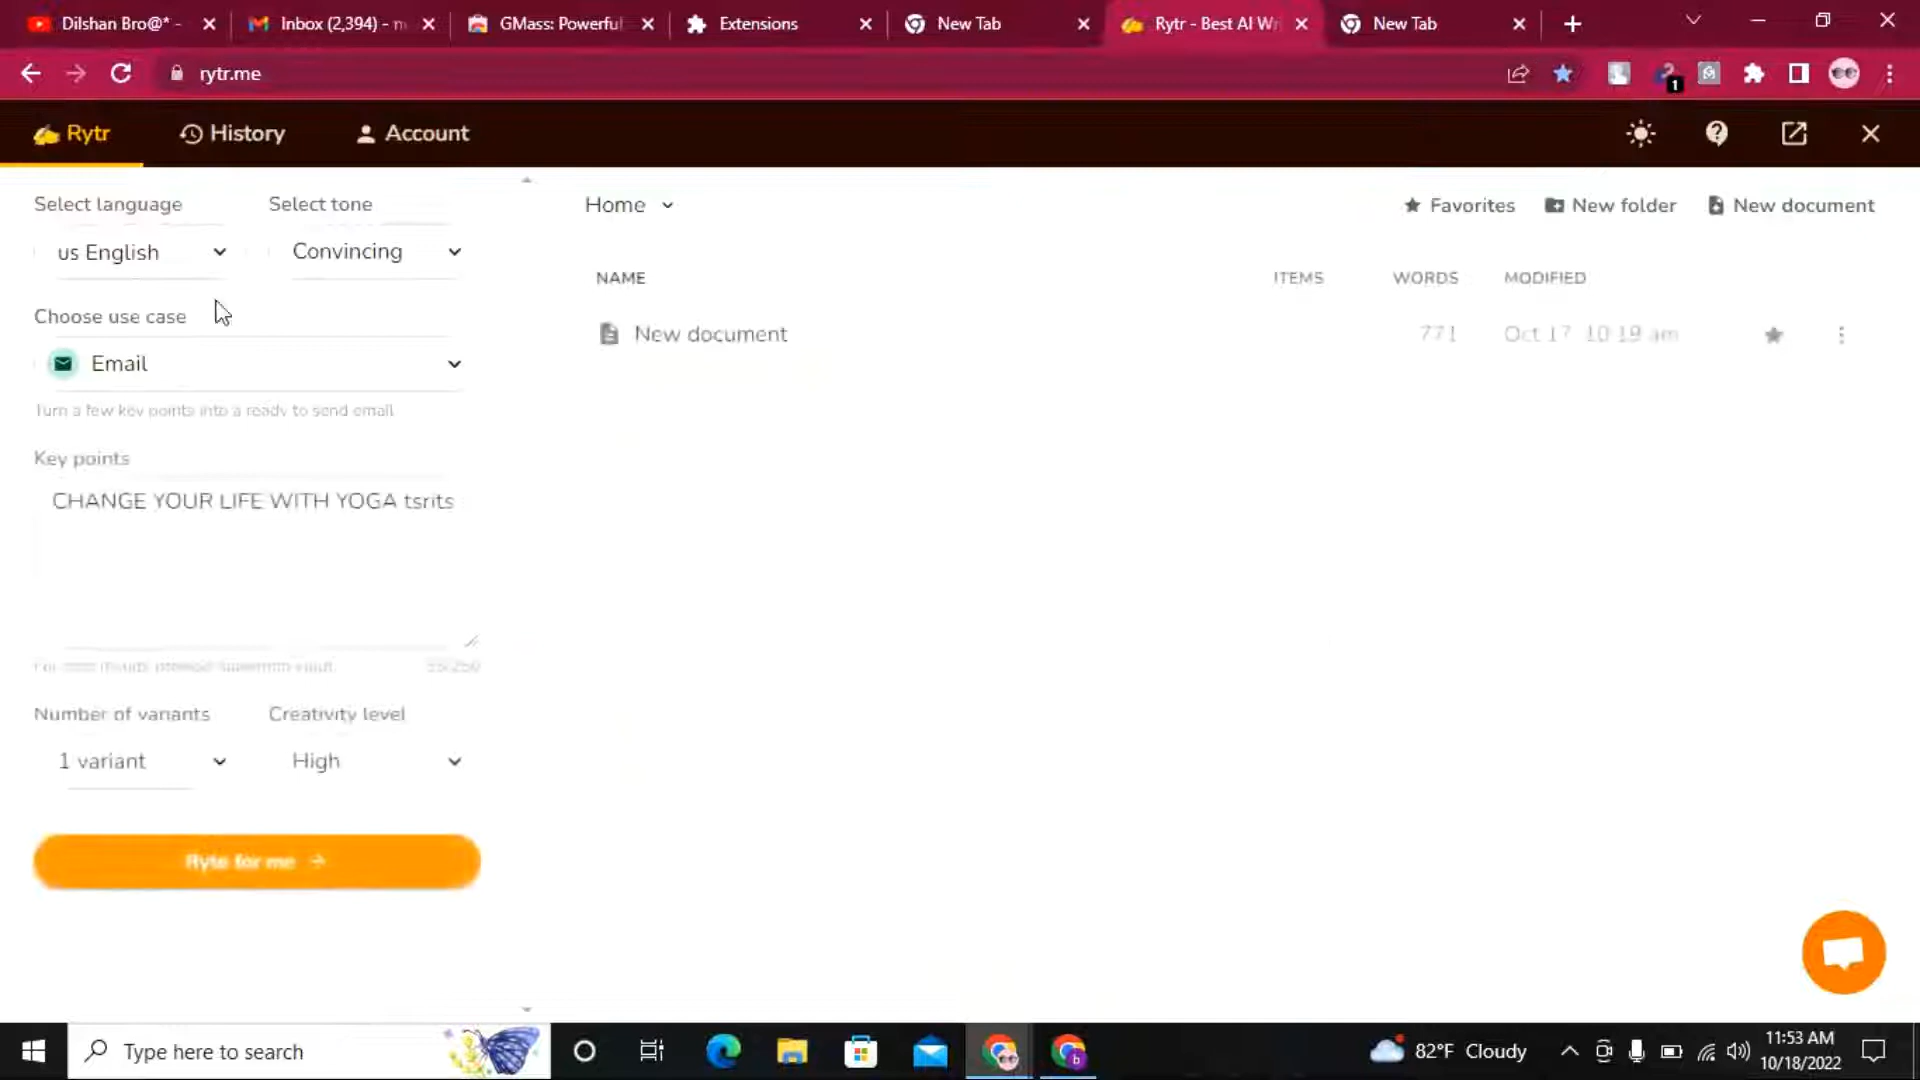 Dilshan Bro@* -
Inbox (2,394) - m
GMass: Powerful
Extensions
New Tab
Rytr - Best AI Wr
New Tab
rytr.me
1
Rytr
History
Account
Select language
Select tone
us English
Convincing
Choose use case
Email
Turn a few key points into a ready to send email
Key points
CHANGE YOUR LIFE WITH YOGA tsrits
Number of variants
Creativity level
1 variant
High
Ryte for me
Home
Favorites
New folder
New document
NAME
ITEMS
WORDS
MODIFIED
New document
771
Oct 17 10:19 am
Type here to search
b
82°F Cloudy
11:53 AM
10/18/2022